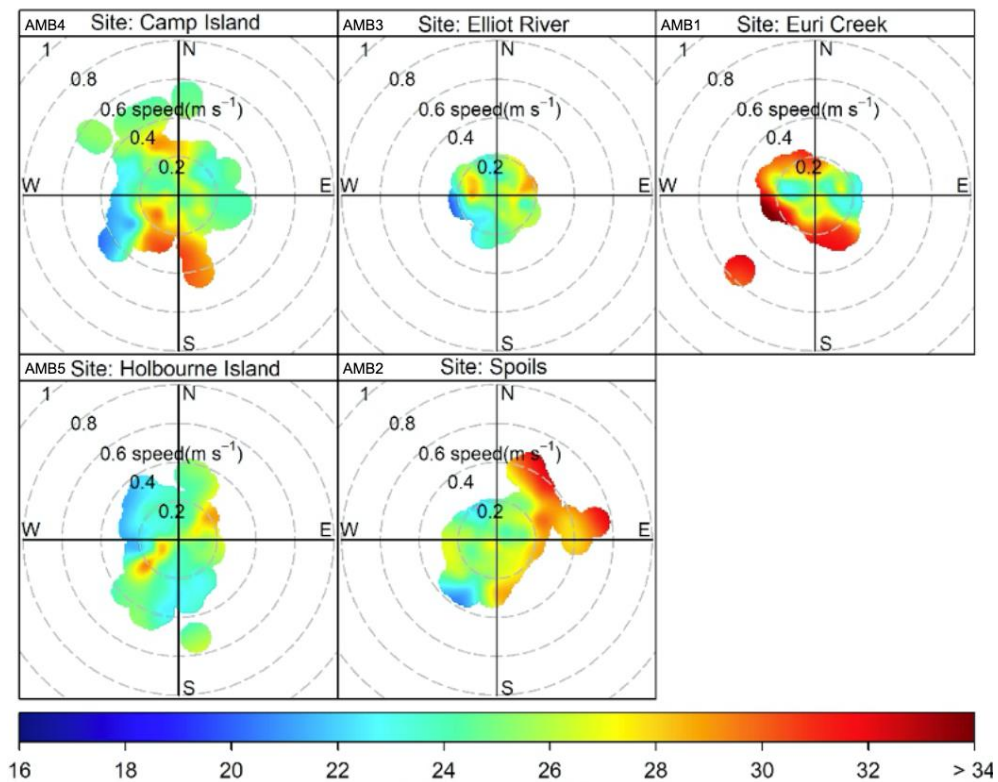 AMB4 Site: Camp Island
AMB3 Site: Elliot River
AMB1 Site: Euri Creek
1 N
0.8
0.6 speed(m s⁻¹)
0.4
0.2
W E
S
1 N
0.8
0.6 speed(m s⁻¹)
0.4
0.2
W E
S
1 N
0.8
0.6 speed(m s⁻¹)
0.4
0.2
W E
S
AMB5 Site: Holbourne Island
AMB2 Site: Spoils
1 N
0.8
0.6 speed(m s⁻¹)
0.4
0.2
W E
S
1 N
0.8
0.6 speed(m s⁻¹)
0.4
0.2
W E
S
16 18 20 22 24 26 28 30 32 > 34